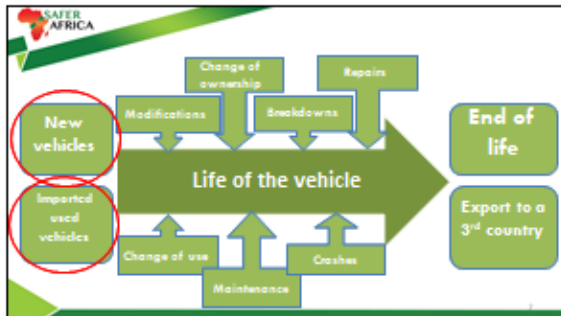 SAFER
AFRICA
Change of
ownership
Repairs
Modifications
Breakdowns
New
vehicles
End of
life
Life of the vehicle
Imported
used
vehicles
Export to a
3rd country
Change of use
Crashes
Maintenance